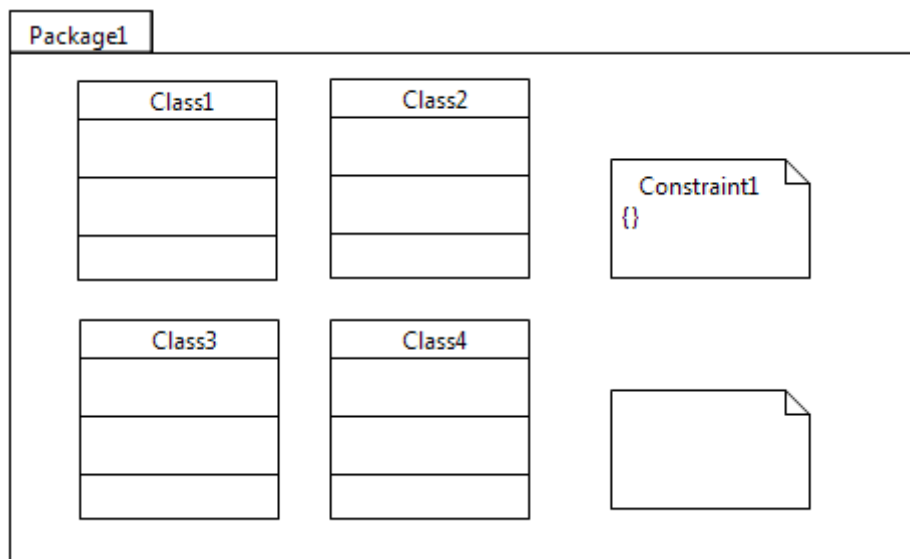 Package1
Class1
Class2
Constraint1
{}
Class3
Class4